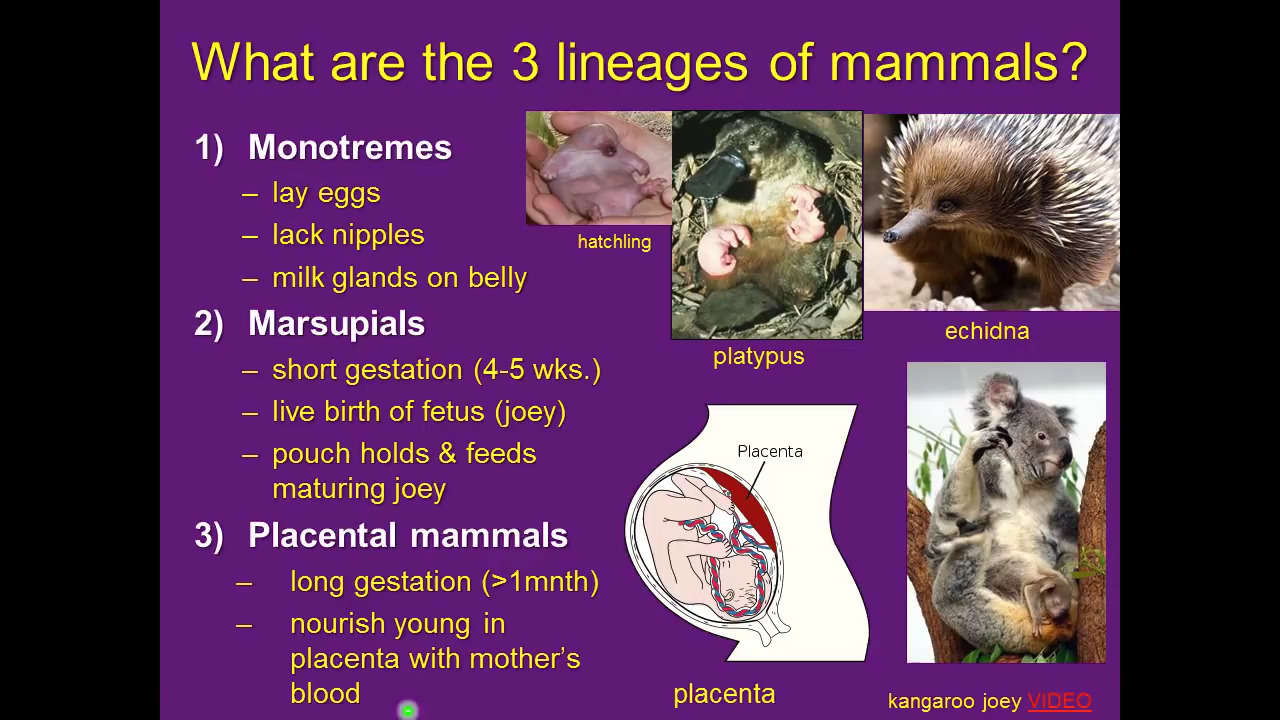 What are the 3 lineages of mammals?
1) Monotremes
– lay eggs
– lack nipples
– milk glands on belly
2) Marsupials
– short gestation (4-5 wks.)
– live birth of fetus (joey)
– pouch holds & feeds
maturing joey
3) Placental mammals
– long gestation (>1mnth)
– nourish young in
placenta with mother’s
blood
hatchling
platypus
echidna
Placenta
placenta
kangaroo joey VIDEO